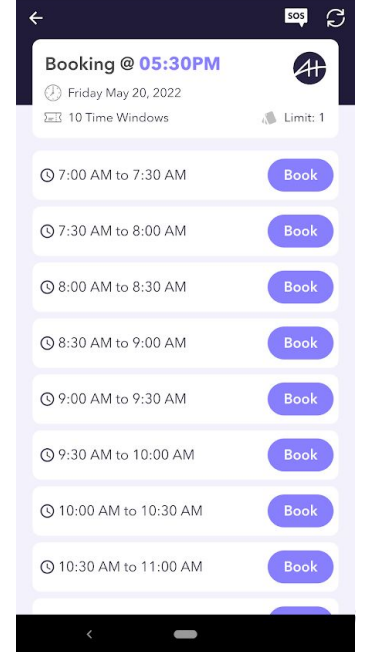 SOS
Booking @ 05:30PM
AH
Friday May 20, 2022
10 Time Windows Limit: 1
7:00 AM to 7:30 AM Book
7:30 AM to 8:00 AM Book
8:00 AM to 8:30 AM Book
8:30 AM to 9:00 AM Book
9:00 AM to 9:30 AM Book
9:30 AM to 10:00 AM Book
10:00 AM to 10:30 AM Book
10:30 AM to 11:00 AM Book